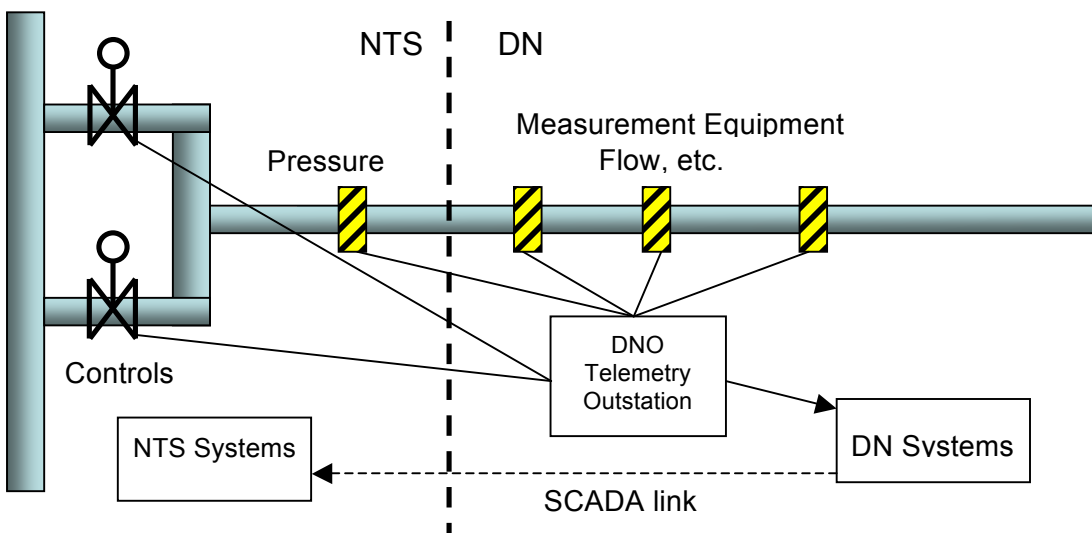 NTS
DN
Measurement Equipment
Flow, etc.
Pressure
Controls
DNO
Telemetry
Outstation
NTS Systems
DN Systems
SCADA link